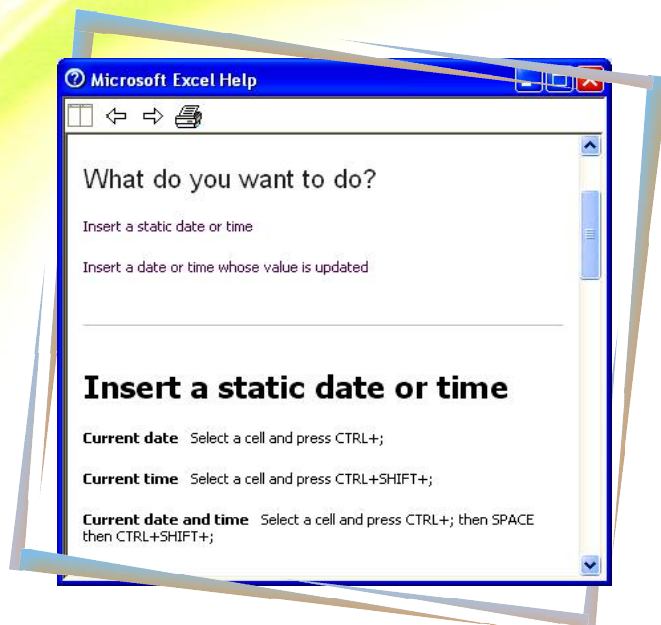 Microsoft Excel Help
What do you want to do?
Insert a static date or time
Insert a date or time whose value is updated
Insert a static date or time
Current date Select a cell and press CTRL+;
Current time Select a cell and press CTRL+SHIFT+;
Current date and time Select a cell and press CTRL+; then SPACE
then CTRL+SHIFT+;